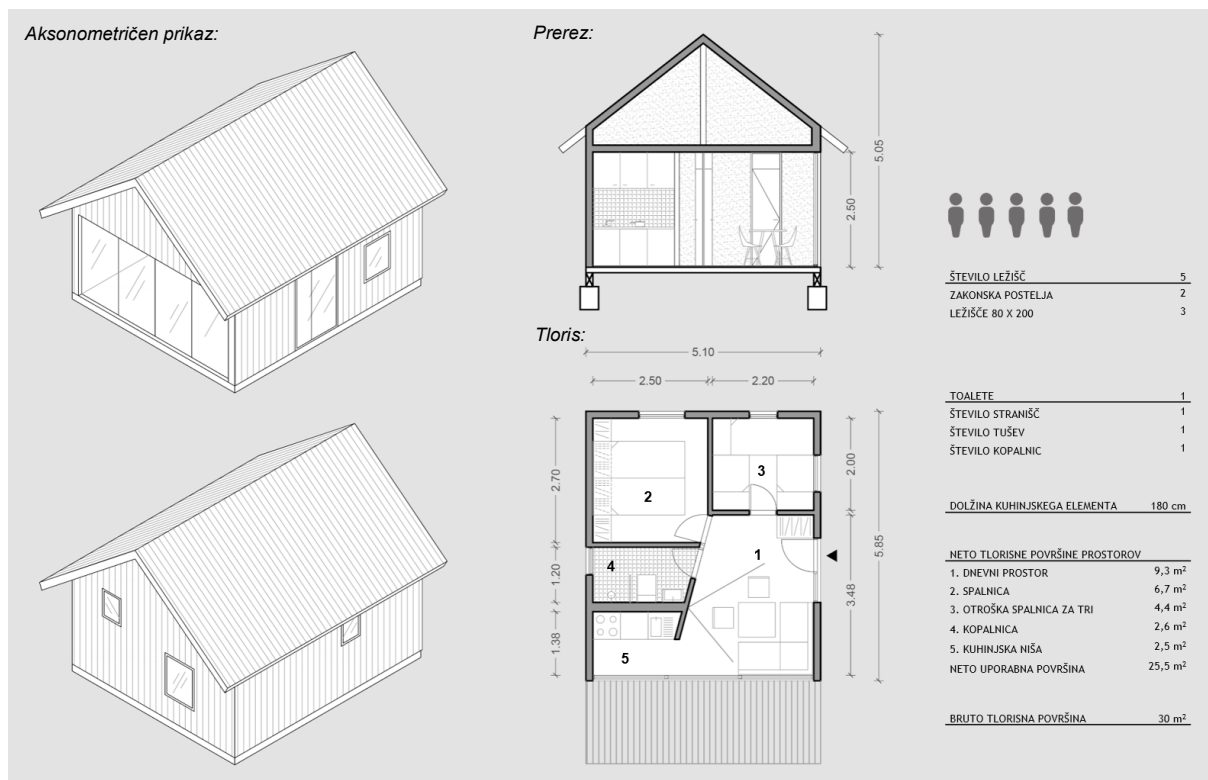 Aksonometričen prikaz:
Prerez:
5.05
2.50
Tloris:
5.10
2.50
2.20
2.70
1.20
1.38
2.00
3.48
5.85
1
2
3
4
5
ŠTEVILO LEŽIŠČ 5
ZAKONSKA POSTELJA 2
LEŽIŠČE 80 X 200 3
TOALETE 1
ŠTEVILO STRANIŠČ 1
ŠTEVILO TUŠEV 1
ŠTEVILO KOPALNIC 1
DOLŽINA KUHINJSKEGA ELEMENTA 180 cm
NETO TLORISNE POVRŠINE PROSTOROV
1. DNEVNI PROSTOR 9,3 m²
2. SPALNICA 6,7 m²
3. OTROŠKA SPALNICA ZA TRI 4,4 m²
4. KOPALNICA 2,6 m²
5. KUHINJSKA NIŠA 2,5 m²
NETO UPORABNA POVRŠINA 25,5 m²
BRUTO TLORISNA POVRŠINA 30 m²